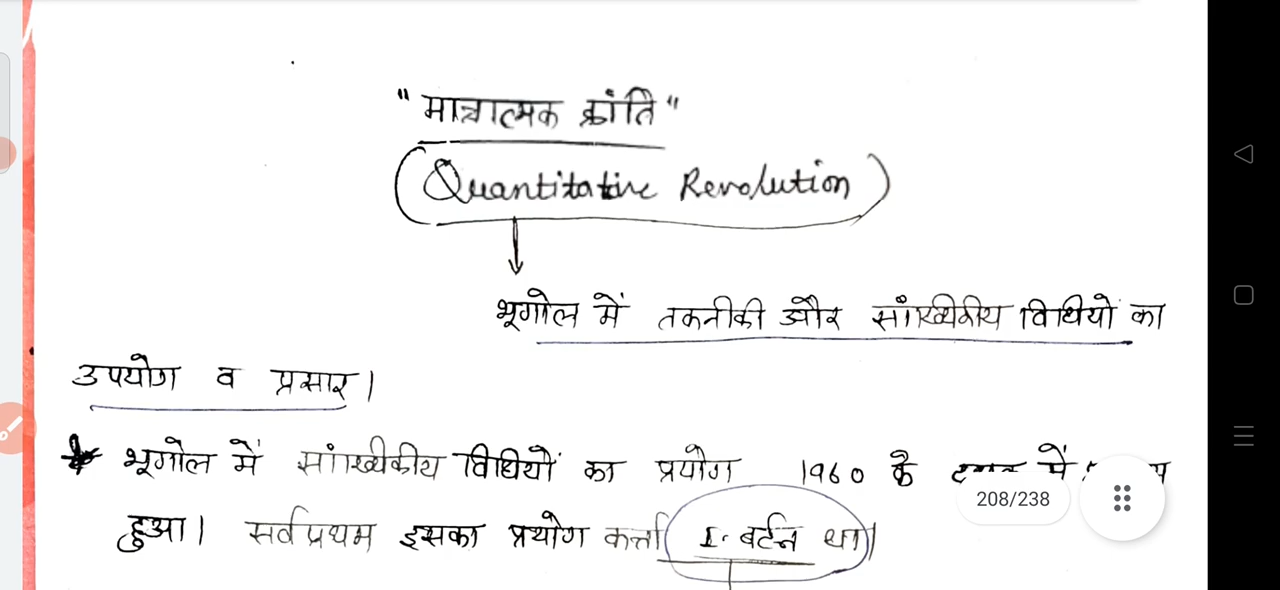 "मात्रात्मक क्रांति"
(Quantitative Revolution)
भूगोल में तकनीकी और सांख्यिकीय विधियों का
उपयोग व प्रसार।
भूगोल में सांख्यिकीय विधियों का प्रयोग 1960 के में
हुआ। सर्वप्रथम इसका प्रयोग कर्त्ता I. बर्टन था।
208/238